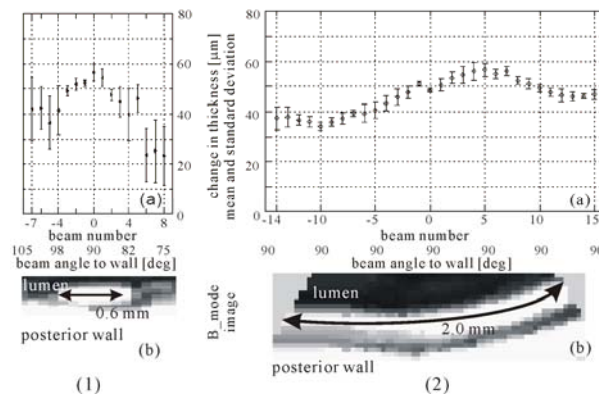 80
60
40
20
0
(a)
-7 -4 0 4 8
beam number
105 98 90 82 75
beam angle to wall [deg]
lumen
0.6 mm
posterior wall
(b)
(1)
change in thickness [μm]
mean and standard deviation
80
60
40
20
0
(a)
-14 -10 -5 0 5 10 15
beam number
90 90 90 90 90 90 90
beam angle to wall [deg]
B_mode
image
lumen
2.0 mm
posterior wall
(b)
(2)